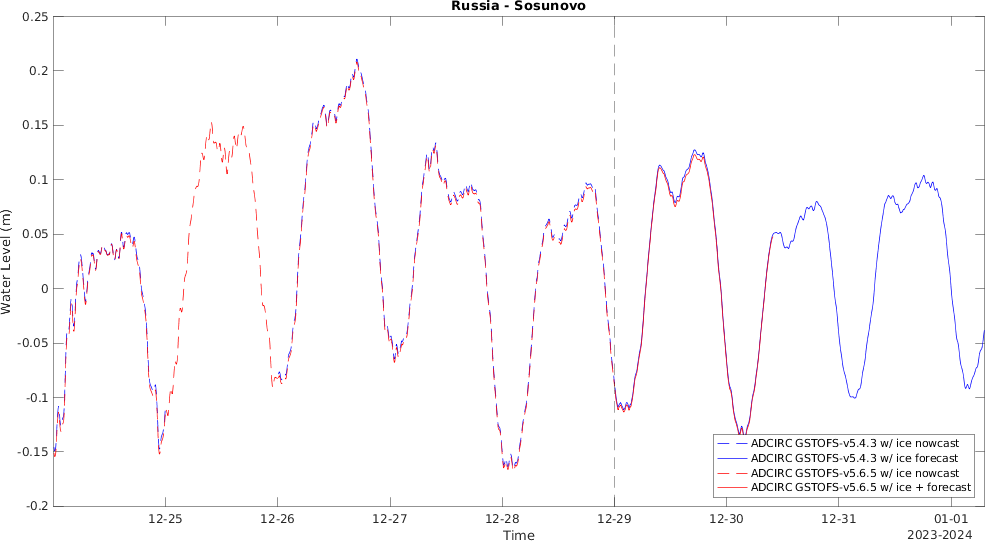 Russia - Sosunovo
0.25
0.2
0.15
0.1
0.05
0
-0.05
-0.1
-0.15
-0.2
Water Level (m)
ADCIRC GSTOFS-v5.4.3 w/ ice nowcast
ADCIRC GSTOFS-v5.4.3 w/ ice forecast
ADCIRC GSTOFS-v5.6.5 w/ ice nowcast
ADCIRC GSTOFS-v5.6.5 w/ ice + forecast
12-25 12-26 12-27 12-28 12-29 12-30 12-31 01-01
Time
2023-2024